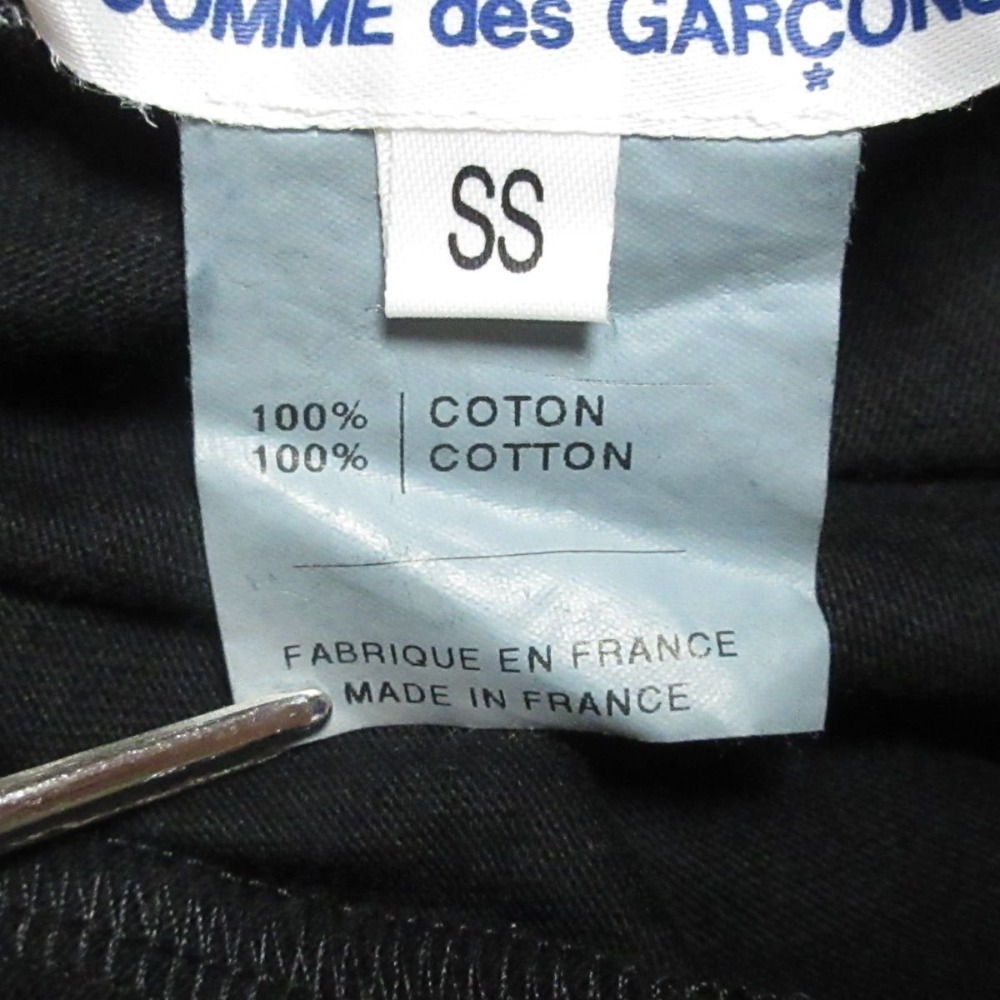 COMME des GARÇONS
SS
100% | COTON
100% | COTTON
FABRIQUE EN FRANCE
MADE IN FRANCE